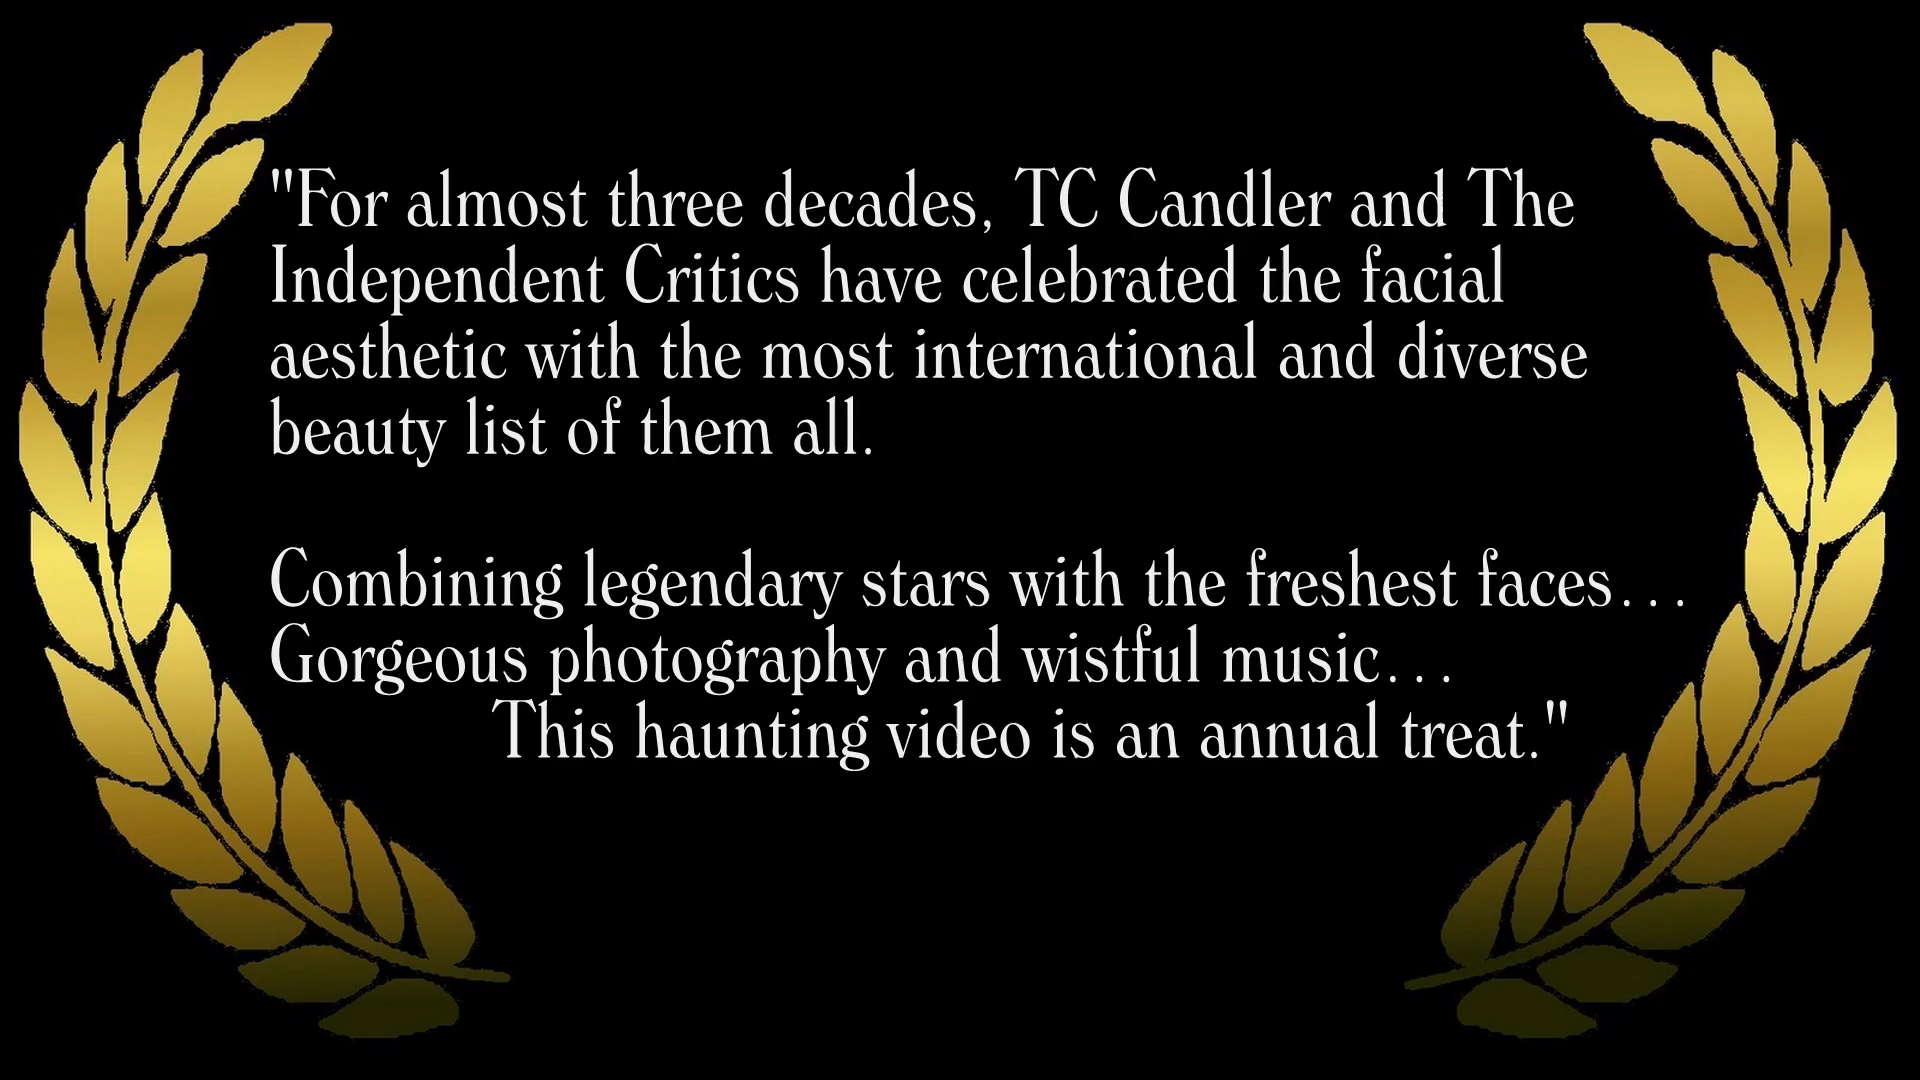 "For almost three decades, TC Candler and The
Independent Critics have celebrated the facial
aesthetic with the most international and diverse
beauty list of them all.
Combining legendary stars with the freshest faces...
Gorgeous photography and wistful music...
This haunting video is an annual treat."